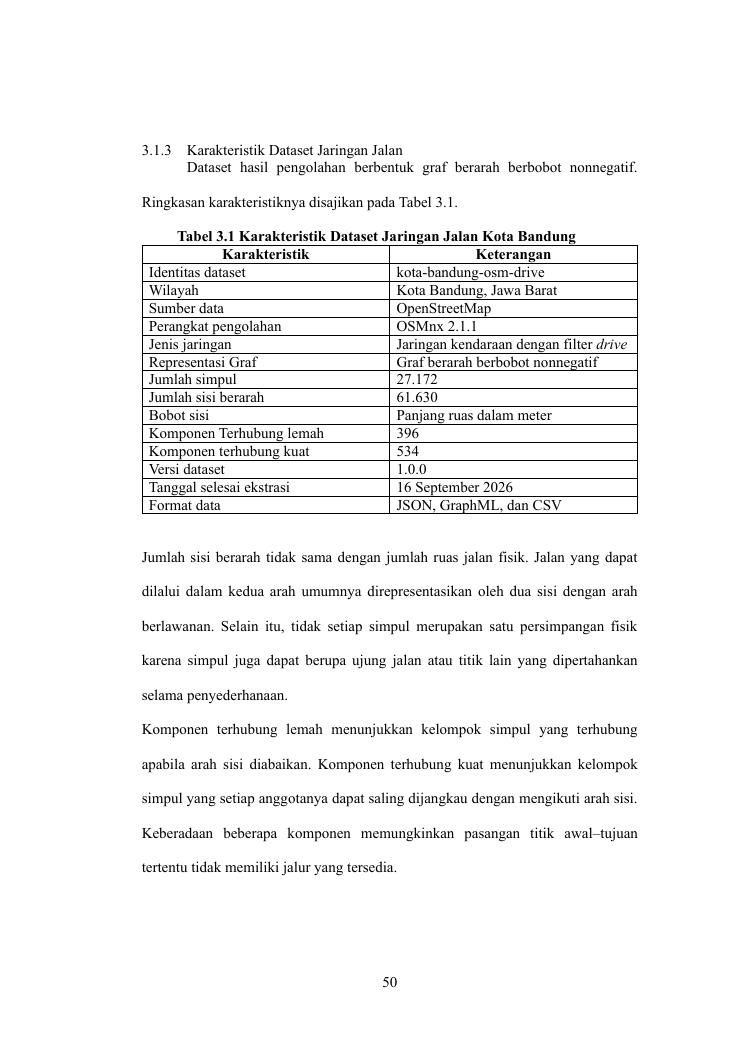 3.1.3 Karakteristik Dataset Jaringan Jalan
Dataset hasil pengolahan berbentuk graf berarah berbobot nonnegatif.
Ringkasan karakteristiknya disajikan pada Tabel 3.1.
Tabel 3.1 Karakteristik Dataset Jaringan Jalan Kota Bandung
Karakteristik Keterangan
Identitas dataset kota-bandung-osm-drive
Wilayah Kota Bandung, Jawa Barat
Sumber data OpenStreetMap
Perangkat pengolahan OSMnx 2.1.1
Jenis jaringan Jaringan kendaraan dengan filter drive
Representasi Graf Graf berarah berbobot nonnegatif
Jumlah simpul 27.172
Jumlah sisi berarah 61.630
Bobot sisi Panjang ruas dalam meter
Komponen Terhubung lemah 396
Komponen terhubung kuat 534
Versi dataset 1.0.0
Tanggal selesai ekstrasi 16 September 2026
Format data JSON, GraphML, dan CSV
Jumlah sisi berarah tidak sama dengan jumlah ruas jalan fisik. Jalan yang dapat
dilalui dalam kedua arah umumnya direpresentasikan oleh dua sisi dengan arah
berlawanan. Selain itu, tidak setiap simpul merupakan satu persimpangan fisik
karena simpul juga dapat berupa ujung jalan atau titik lain yang dipertahankan
selama penyederhanaan.
Komponen terhubung lemah menunjukkan kelompok simpul yang terhubung
apabila arah sisi diabaikan. Komponen terhubung kuat menunjukkan kelompok
simpul yang setiap anggotanya dapat saling dijangkau dengan mengikuti arah sisi.
Keberadaan beberapa komponen memungkinkan pasangan titik awal–tujuan
tertentu tidak memiliki jalur yang tersedia.
50